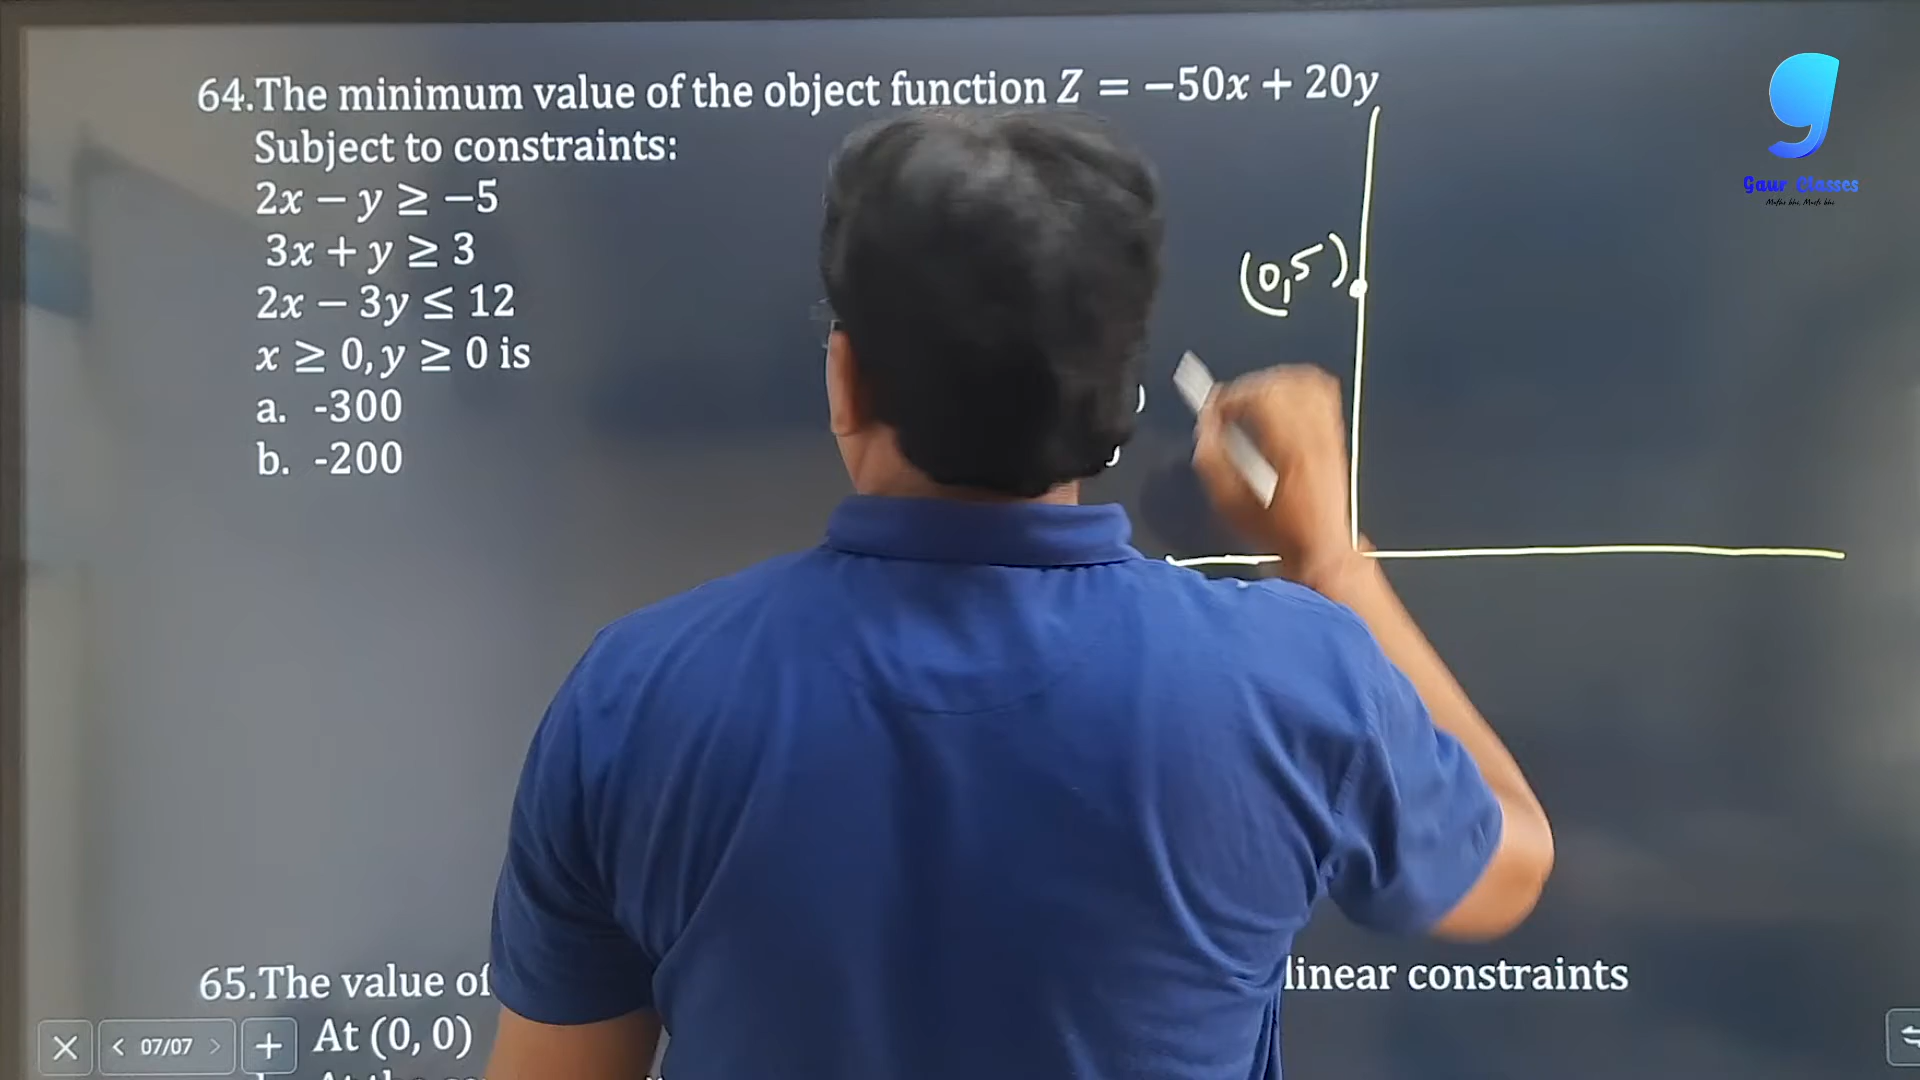 64.The minimum value of the object function Z = −50x + 20y
Subject to constraints:
2x − y ≥ −5
3x + y ≥ 3
2x − 3y ≤ 12
x ≥ 0, y ≥ 0 is
a. -300
b. -200
(0,5)
g
Gaur Classes
65.The value of
linear constraints
At (0, 0)
07/07